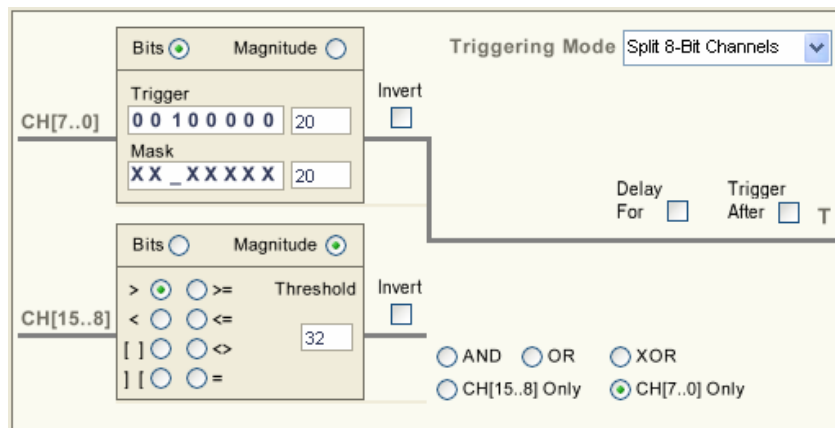 Bits Magnitude
Triggering Mode Split 8-Bit Channels
Trigger
0 0 1 0 0 0 0 0 20
Mask
X X _ X X X X X 20
CH[7..0]
Invert
Delay For
Trigger After
T
Bits Magnitude
> >= Threshold
< <= 32
[ ] <>
] [ =
CH[15..8]
Invert
AND OR XOR
CH[15..8] Only CH[7..0] Only